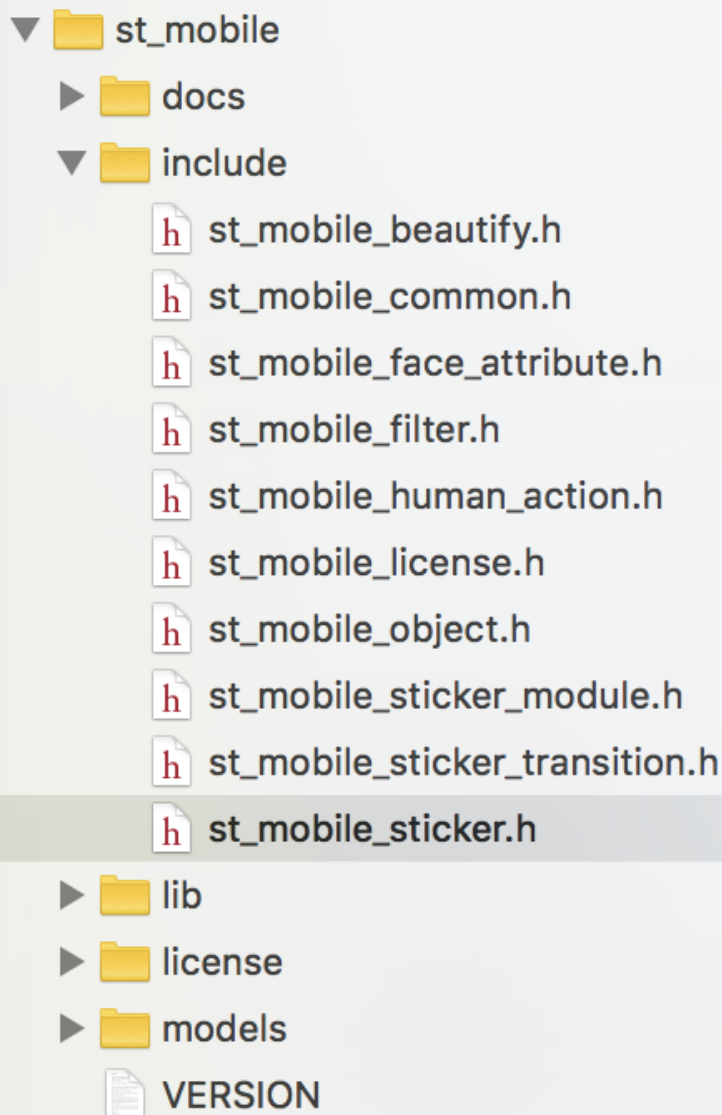 st_mobile
docs
include
h st_mobile_beautify.h
h st_mobile_common.h
h st_mobile_face_attribute.h
h st_mobile_filter.h
h st_mobile_human_action.h
h st_mobile_license.h
h st_mobile_object.h
h st_mobile_sticker_module.h
h st_mobile_sticker_transition.h
h st_mobile_sticker.h
lib
license
models
VERSION